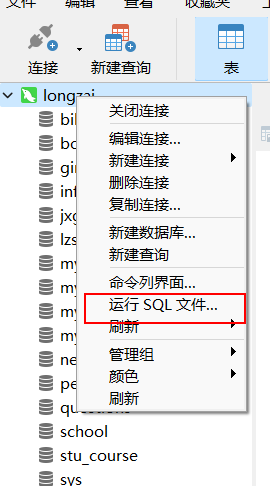 文件 编辑 查看 收藏夹
连接 新建查询 表
longzai
关闭连接
编辑连接...
新建连接
删除连接
复制连接...
新建数据库...
新建查询
命令列界面...
运行 SQL 文件...
刷新
管理组
颜色
刷新
questions
school
stu_course
sys